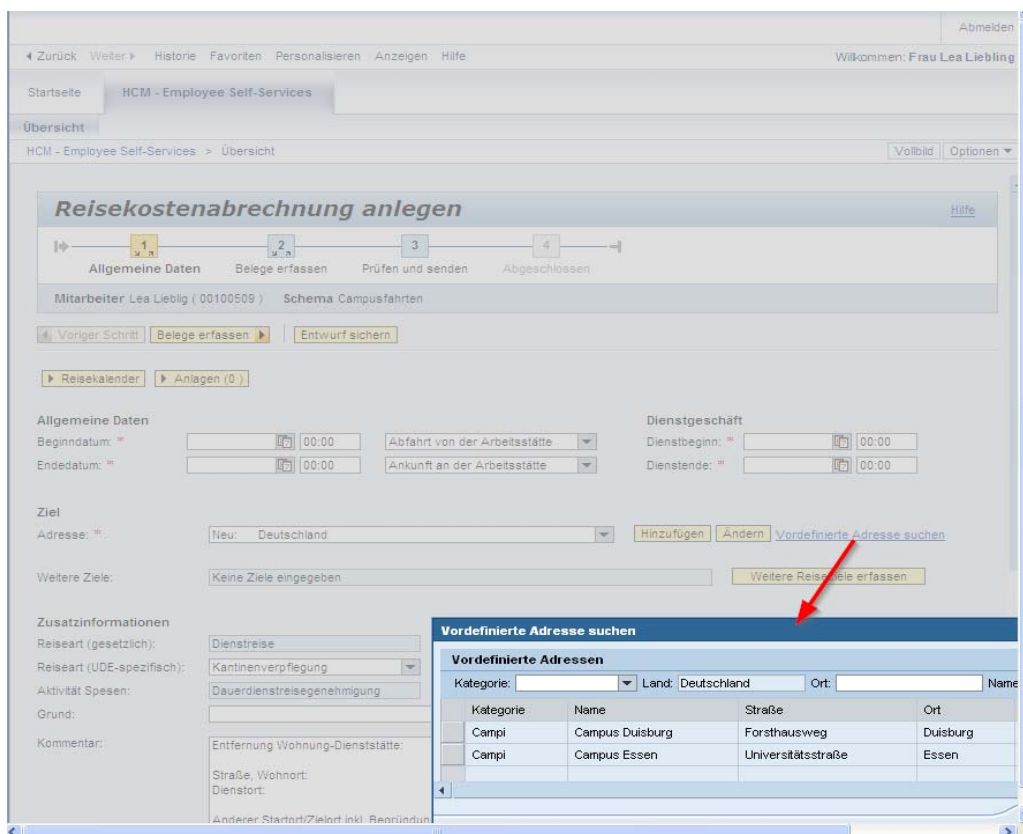 Abmelden
Zurück Weiter Historie Favoriten Personalisieren Anzeigen Hilfe Willkommen: Frau Lea Liebling
Startseite HCM - Employee Self-Services
Übersicht
HCM - Employee Self-Services > Übersicht Vollbild Optionen
Reisekostenabrechnung anlegen Hilfe
1 2 3 4
Allgemeine Daten Belege erfassen Prüfen und senden Abgeschlossen
Mitarbeiter Lea Lieblig ( 00100509 ) Schema Campusfahrten
Voriger Schritt Belege erfassen Entwurf sichern
Reisekalender Anlagen (0 )
Allgemeine Daten Dienstgeschäft
Beginndatum: * 00:00 Abfahrt von der Arbeitsstätte Dienstbeginn: * 00:00
Endedatum: * 00:00 Ankunft an der Arbeitsstätte Dienstende: * 00:00
Ziel
Adresse: * Neu: Deutschland Hinzufügen Ändern Vordefinierte Adresse suchen
Weitere Ziele: Keine Ziele eingegeben Weitere Reiseziele erfassen
Zusatzinformationen
Reiseart (gesetzlich): Dienstreise
Reiseart (UDE-spezifisch): Kantinenverpflegung
Aktivität Spesen: Dauerdienstreisegenehmigung
Grund:
Kommentar: Entfernung Wohnung-Dienststätte:
Straße, Wohnort:
Dienstort:
Anderer Startort/Zielort inkl. Begründun
Vordefinierte Adresse suchen
Vordefinierte Adressen
Kategorie: Land: Deutschland Ort: Name
Kategorie Name Straße Ort
Campi Campus Duisburg Forsthausweg Duisburg
Campi Campus Essen Universitätsstraße Essen